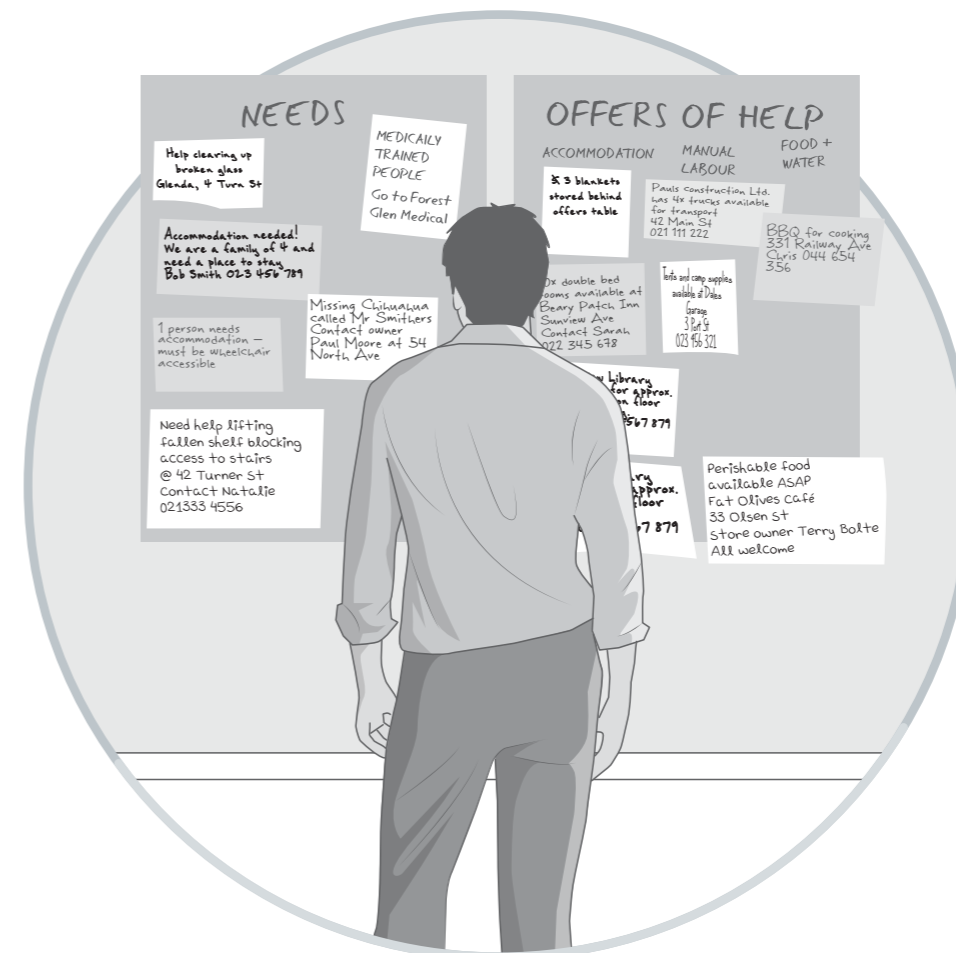 NEEDS
Help clearing up
broken glass
Glenda, 4 Turn St
MEDICAILY
TRAINED
PEOPLE
Go to Forest
Glen Medical
Accommodation needed!
We are a family of 4 and
need a place to stay
Bob Smith 023 456 789
Missing Chihuahua
called Mr Smithers
Contact owner
Paul Moore at 54
North Ave
1 person needs
accommodation –
must be wheelchair
accessible
Need help lifting
fallen shelf blocking
access to stairs
@ 42 Turner St
Contact Natalie
021333 4556
OFFERS OF HELP
ACCOMMODATION
3 blankets
stored behind
offers table
double bed
available at
Beary Patch Inn
Sunview Ave
Contact Sarah
022 345 678
Library
for approx.
on floor
567 879
approx.
floor
7 879
MANUAL
LABOUR
Pauls construction Ltd.
has 4x trucks available
for transport
42 Main St
021 111 222
Tents and camp supplies
available at Dales
Garage
3 Port St
023 456 321
FOOD +
WATER
BBQ for cooking
331 Railway Ave
Chris 044 654
356
Perishable food
available ASAP
Fat Olives Café
33 Olsen St
Store owner Terry Bolte
All welcome